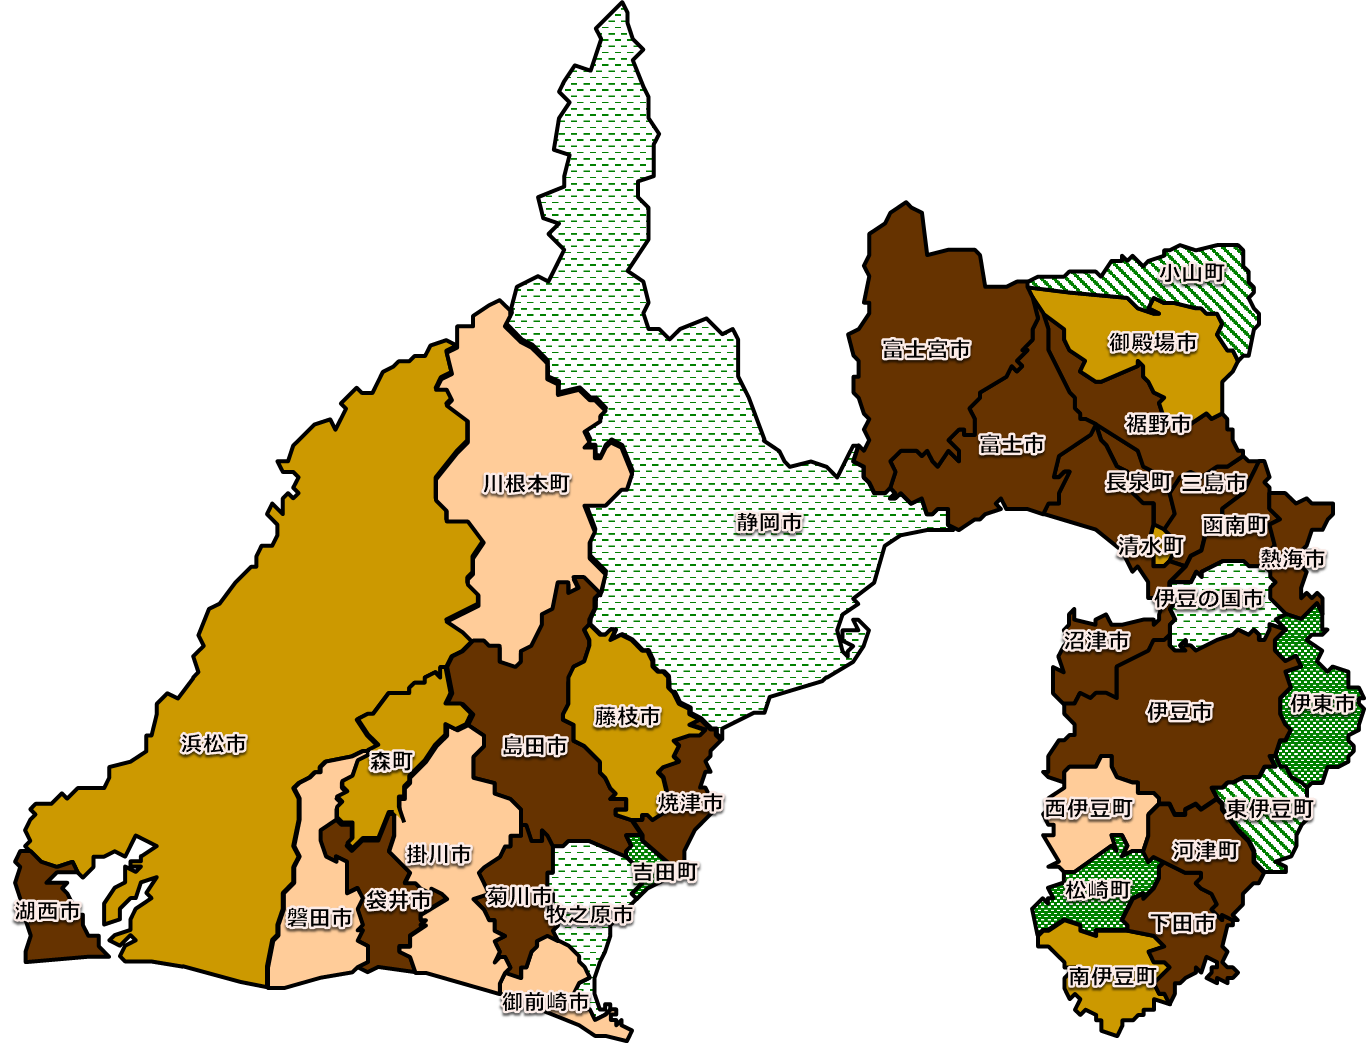 小山町
御殿場市
富士宮市
裾野市
富士市
長泉町
三島市
川根本町
静岡市
函南町
清水町
熱海市
伊豆の国市
沼津市
伊東市
伊豆市
藤枝市
浜松市
島田市
森町
焼津市
西伊豆町
東伊豆町
掛川市
河津町
吉田町
松崎町
菊川市
袋井市
湖西市
牧之原市
磐田市
下田市
南伊豆町
御前崎市